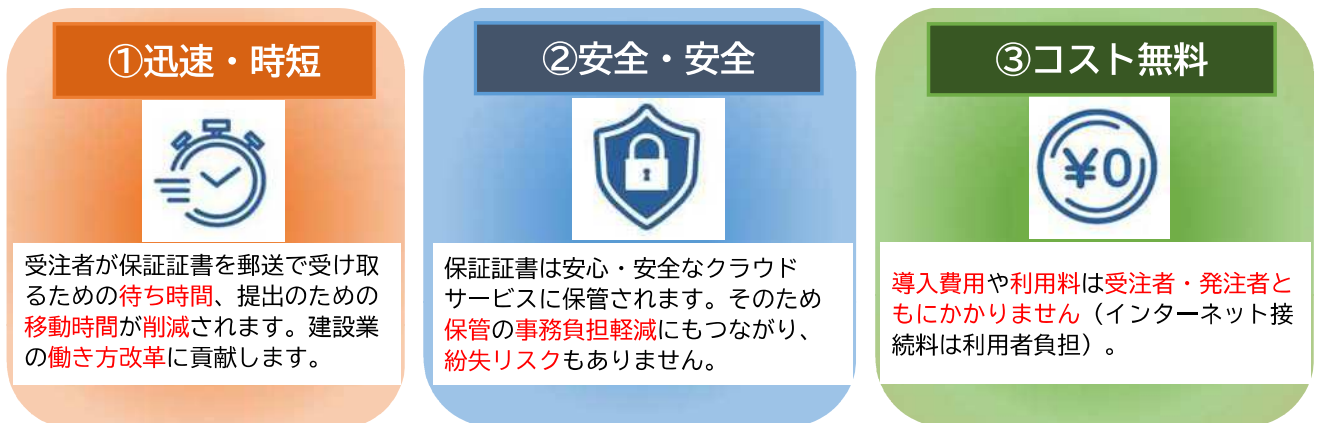 ①迅速・時短
受注者が保証証書を郵送で受け取
るための待ち時間、提出のための
移動時間が削減されます。建設業
の働き方改革に貢献します。
②安全・安全
保証証書は安心・安全なクラウド
サービスに保管されます。そのため
保管の事務負担軽減にもつながり、
紛失リスクもありません。
③コスト無料
¥0
導入費用や利用料は受注者・発注者と
もにかかりません（インターネット接
続料は利用者負担）。